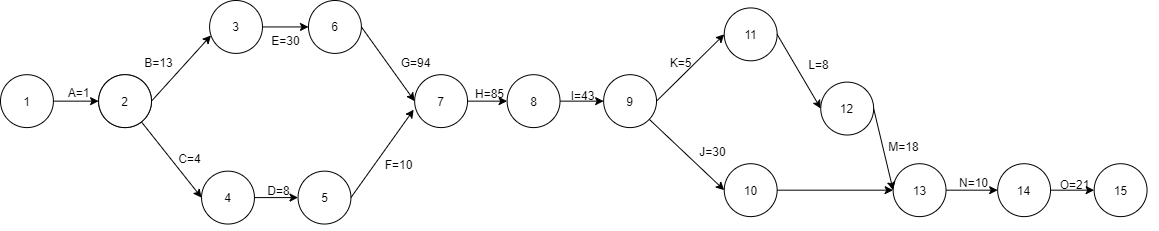 1
A=1
2
B=13
3
E=30
6
G=94
C=4
4
D=8
5
F=10
7
H=85
8
I=43
9
K=5
11
L=8
12
M=18
J=30
10
13
N=10
14
O=21
15